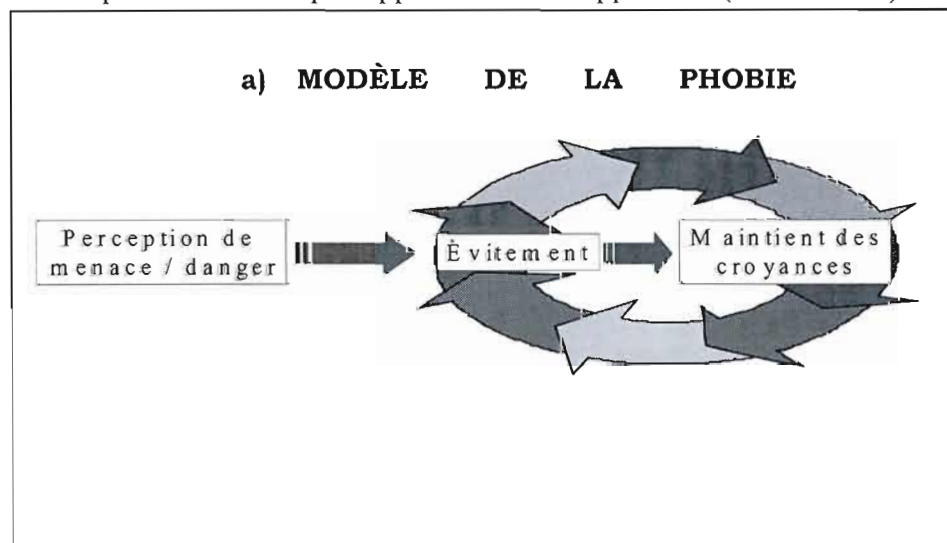 a) MODÈLE DE LA PHOBIE
Perception de
menace / danger
Èvitement
Maintient des
croyances